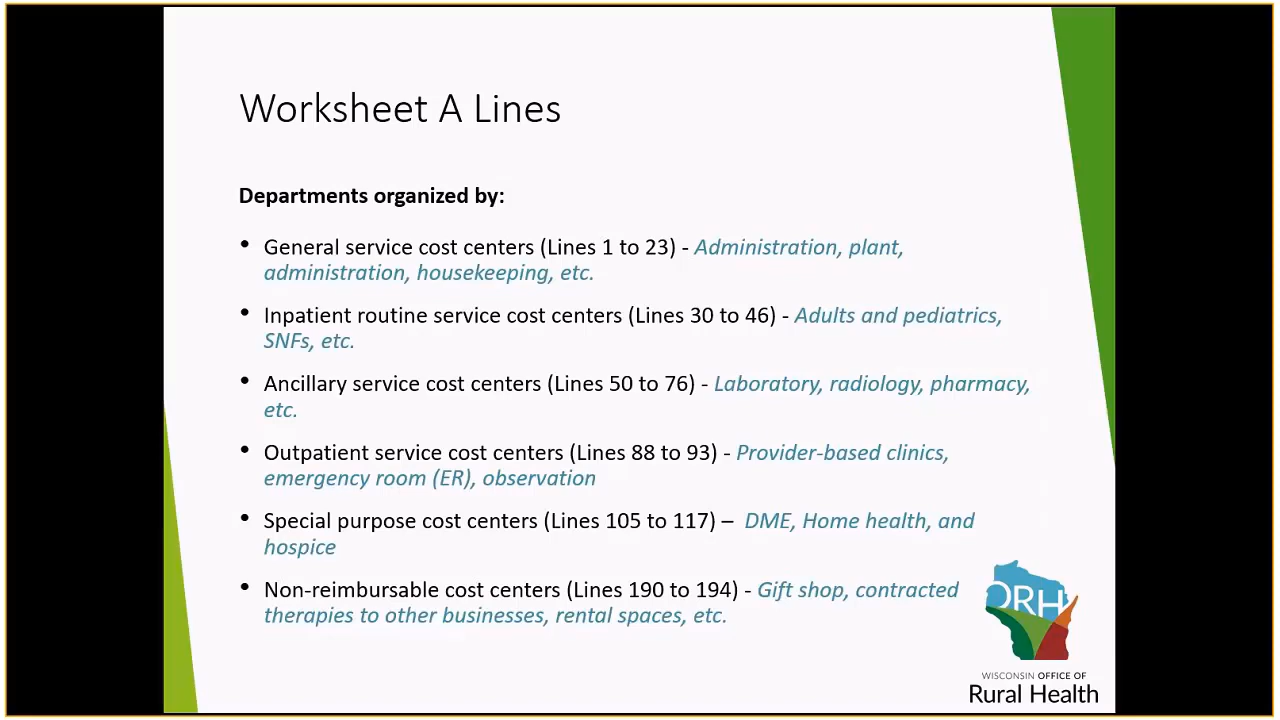 Worksheet A Lines
Departments organized by:
• General service cost centers (Lines 1 to 23) - Administration, plant,
administration, housekeeping, etc.
• Inpatient routine service cost centers (Lines 30 to 46) - Adults and pediatrics,
SNFs, etc.
• Ancillary service cost centers (Lines 50 to 76) - Laboratory, radiology, pharmacy,
etc.
• Outpatient service cost centers (Lines 88 to 93) - Provider-based clinics,
emergency room (ER), observation
• Special purpose cost centers (Lines 105 to 117) – DME, Home health, and
hospice
• Non-reimbursable cost centers (Lines 190 to 194) - Gift shop, contracted
therapies to other businesses, rental spaces, etc.
ORH
WISCONSIN OFFICE OF
Rural Health